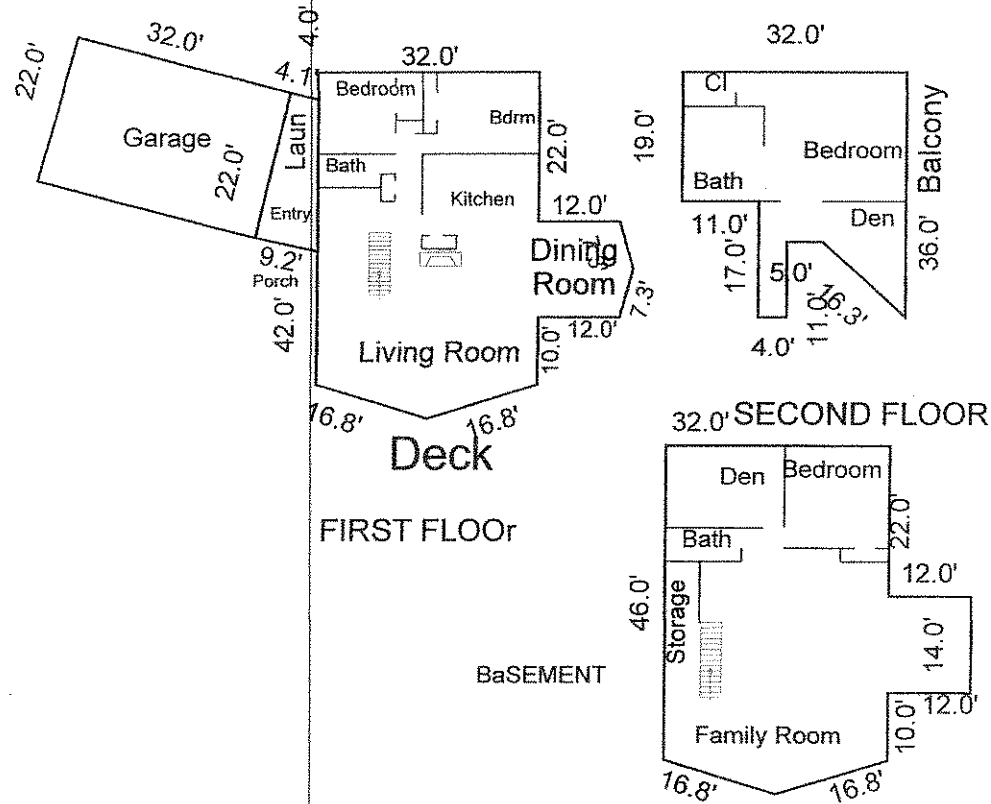 32.0'
22.0'
4.0'
4.1'
Garage
22.0'
Laun
Entry
9.2'
Porch
42.0'
32.0'
Bedroom
Bdrm
22.0'
Bath
Kitchen
12.0'
Dining
Room
7.3'
12.0'
10.0'
Living Room
16.8'
16.8'
Deck
FIRST FLOOr
32.0'
19.0'
Cl
Bedroom
Balcony
Bath
Den
11.0'
36.0'
17.0'
5.0'
16.3'
11.0'
4.0'
SECOND FLOOR
32.0'
Den
Bedroom
22.0'
Bath
12.0'
46.0'
Storage
14.0'
12.0'
10.0'
Family Room
16.8'
16.8'
BaSEMENT